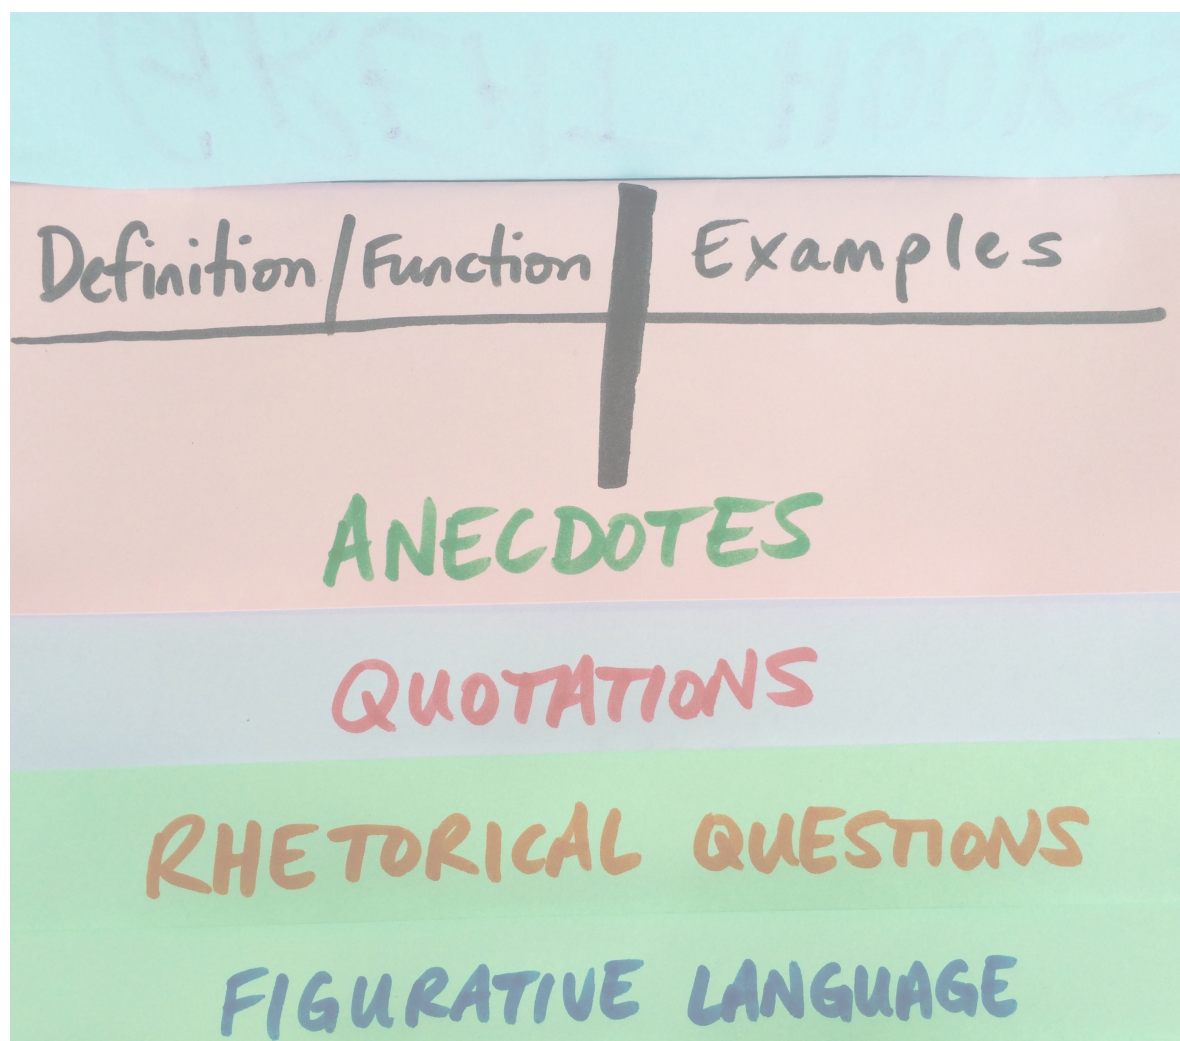 Definition/Function Examples
ANECDOTES
QUOTATIONS
RHETORICAL QUESTIONS
FIGURATIVE LANGUAGE